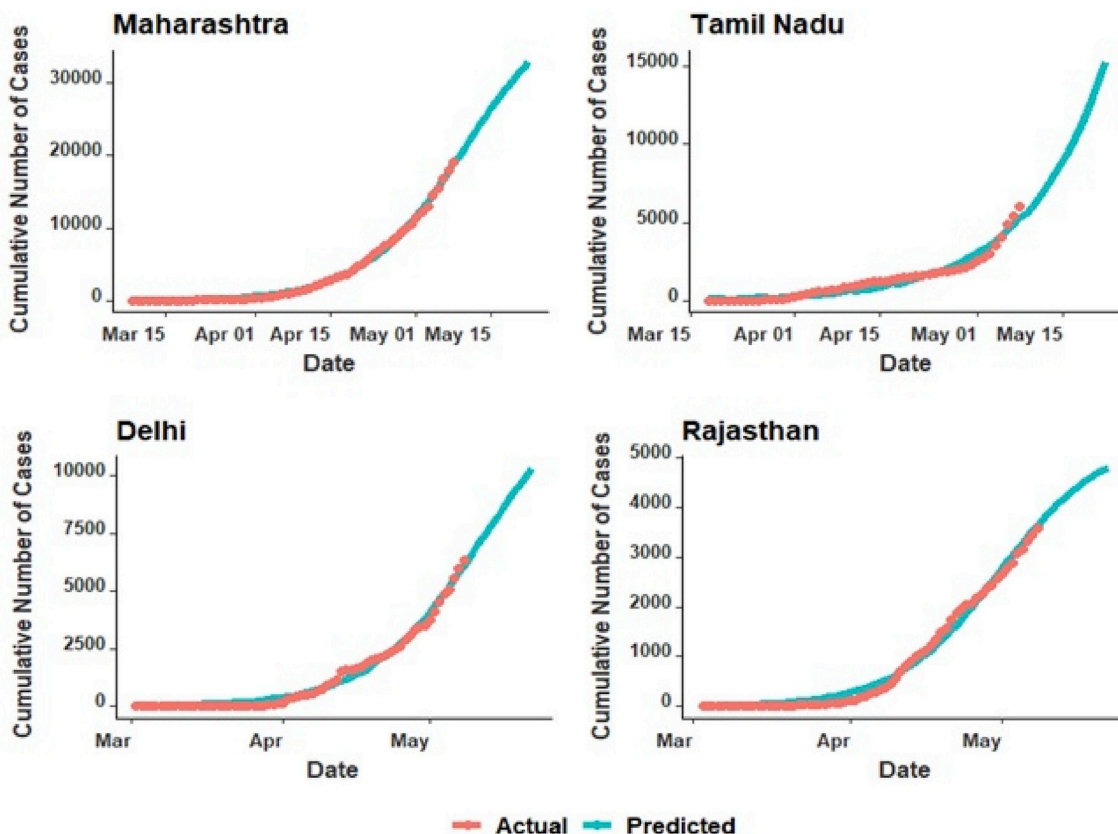 Maharashtra
Cumulative Number of Cases
30000
20000
10000
0
Mar 15 Apr 01 Apr 15 May 01 May 15
Date
Tamil Nadu
Cumulative Number of Cases
15000
10000
5000
0
Mar 15 Apr 01 Apr 15 May 01 May 15
Date
Delhi
Cumulative Number of Cases
10000
7500
5000
2500
0
Mar Apr May
Date
Rajasthan
Cumulative Number of Cases
5000
4000
3000
2000
1000
0
Mar Apr May
Date
Actual Predicted